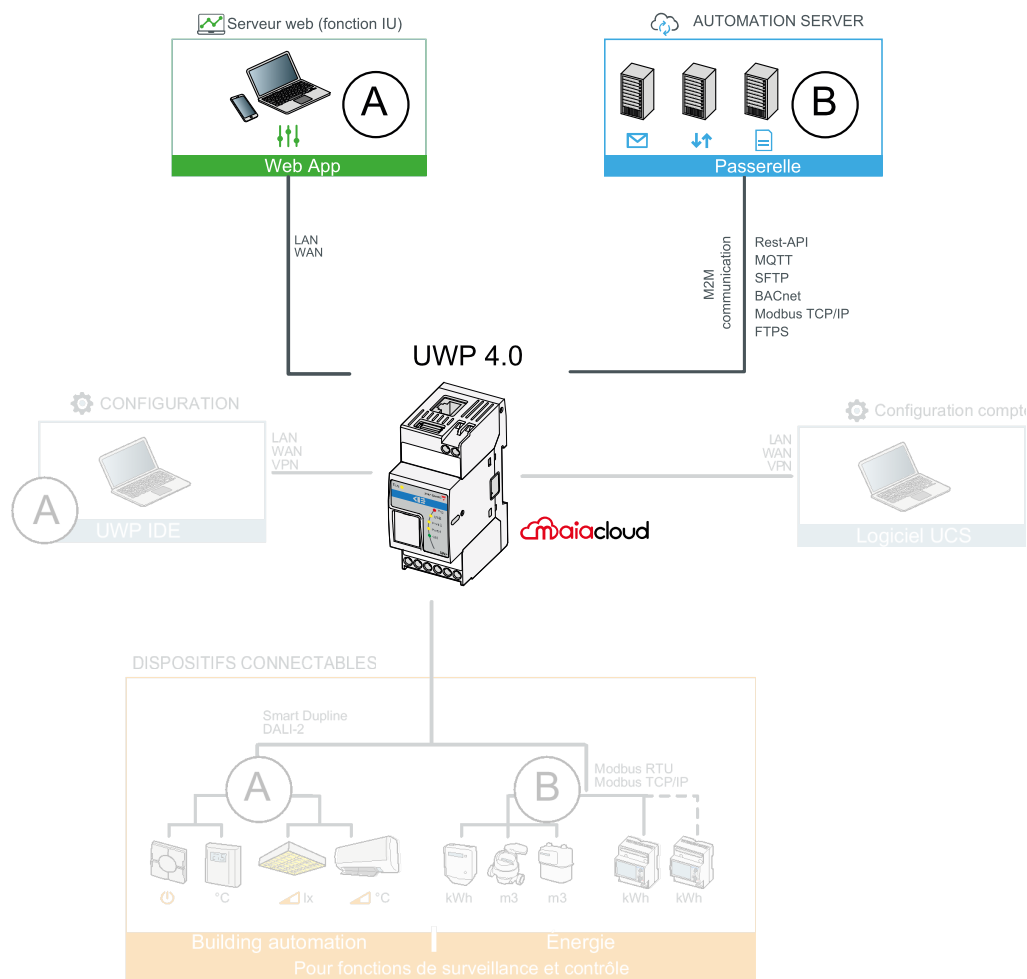 Serveur web (fonction IU)
AUTOMATION SERVER
A
B
Web App
Passerelle
LAN
WAN
M2M
communication
Rest-API
MQTT
SFTP
BACnet
Modbus TCP/IP
FTPS
UWP 4.0
CONFIGURATION
LAN
WAN
VPN
A
UWP IDE
maiacloud
LAN
WAN
VPN
Configuration compte
Logiciel UCS
DISPOSITIFS CONNECTABLES
Smart Dupline
DALI-2
A
B
Modbus RTU
Modbus TCP/IP
°C
lx
°C
kWh
m3
m3
kWh
kWh
Building automation
Énergie
Pour fonctions de surveillance et contrôle